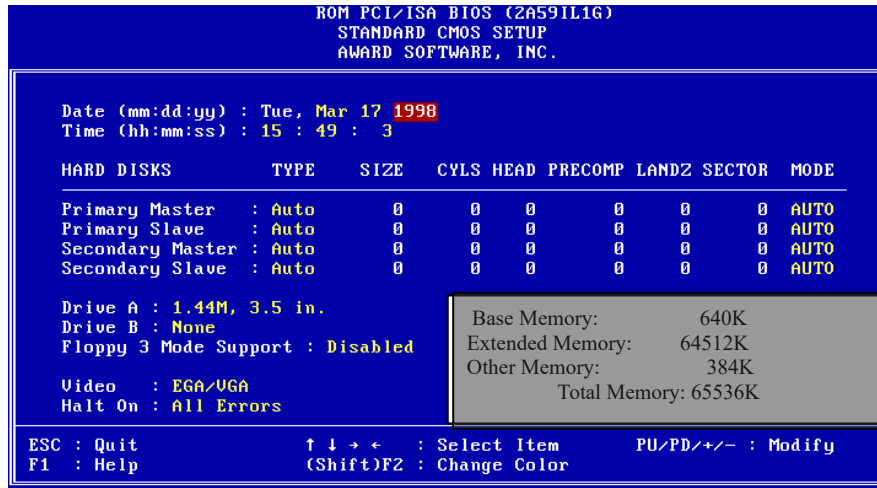 ROM PCI/ISA BIOS (2A59IL1G)
STANDARD CMOS SETUP
AWARD SOFTWARE, INC.
Date (mm:dd:yy) : Tue, Mar 17 1998
Time (hh:mm:ss) : 15 : 49 : 3
HARD DISKS TYPE SIZE CYLS HEAD PRECOMP LANDZ SECTOR MODE
Primary Master : Auto 0 0 0 0 0 0 AUTO
Primary Slave : Auto 0 0 0 0 0 0 AUTO
Secondary Master : Auto 0 0 0 0 0 0 AUTO
Secondary Slave : Auto 0 0 0 0 0 0 AUTO
Drive A : 1.44M, 3.5 in.
Drive B : None
Floppy 3 Mode Support : Disabled
Video : EGA/VGA
Halt On : All Errors
Base Memory: 640K
Extended Memory: 64512K
Other Memory: 384K
Total Memory: 65536K
ESC : Quit ↑ ↓ → ← : Select Item PU/PD/+/- : Modify
F1 : Help (Shift)F2 : Change Color